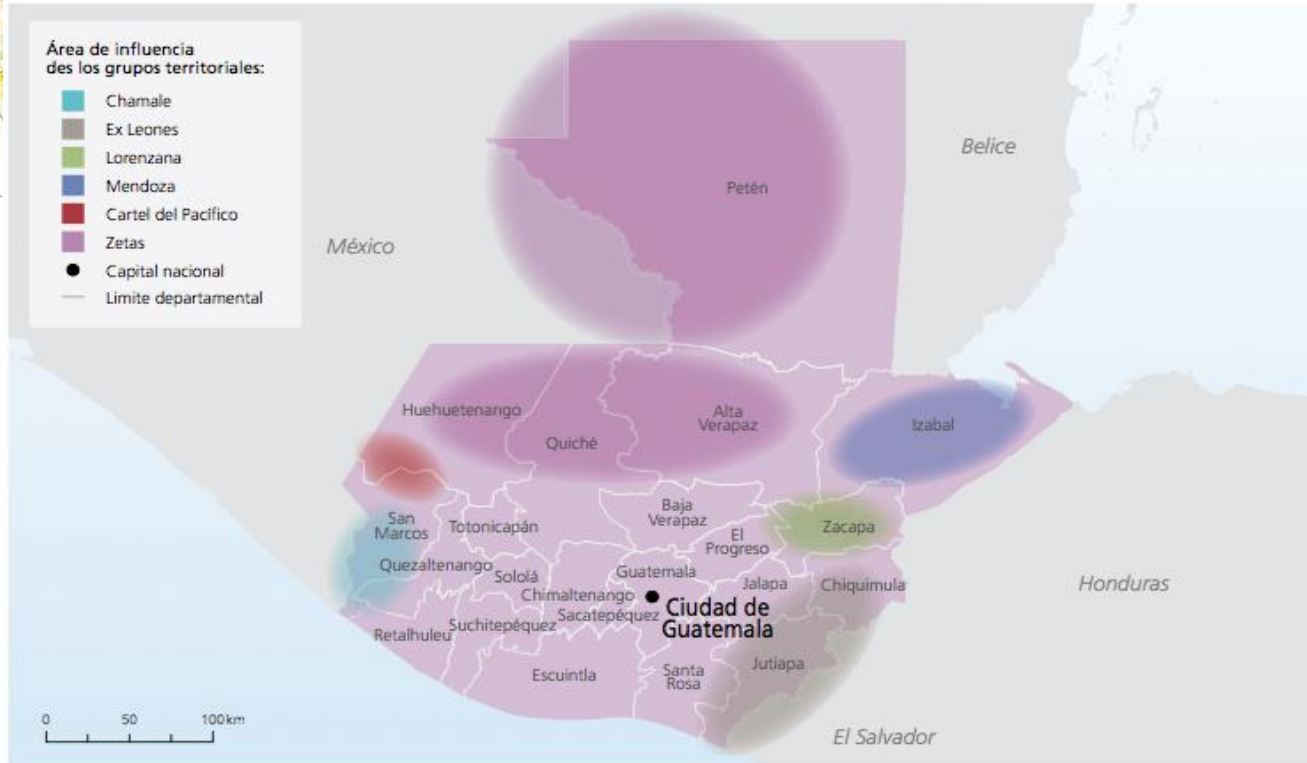 Área de influencia
des los grupos territoriales:
Chamale
Ex Leones
Lorenzana
Mendoza
Cartel del Pacífico
Zetas
Capital nacional
Limite departamental
México
Belice
Petén
Huehuetenango
Quiché
Alta
Verapaz
Izabal
San
Marcos
Totonicapán
Baja
Verapaz
El
Progreso
Zacapa
Quezaltenango
Sololá
Guatemala
Jalapa
Chiquimula
Honduras
Chimaltenango
Sacatepéquez
Ciudad de
Guatemala
Retalhuleu
Suchitepéquez
Escuintla
Santa
Rosa
Jutiapa
El Salvador
0 50 100km